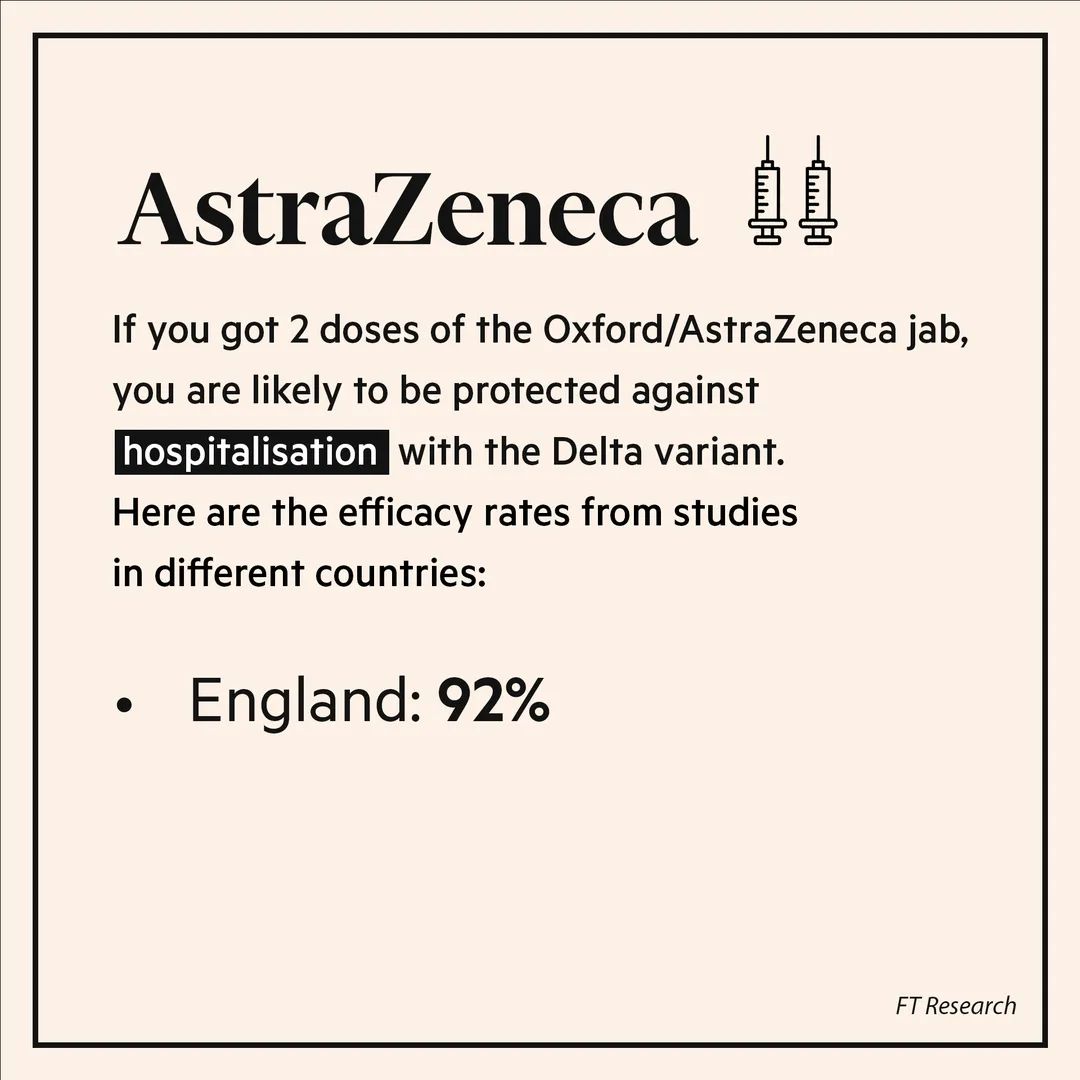 AstraZeneca
If you got 2 doses of the Oxford/AstraZeneca jab,
you are likely to be protected against
hospitalisation with the Delta variant.
Here are the efficacy rates from studies
in different countries:
• England: 92%
FT Research